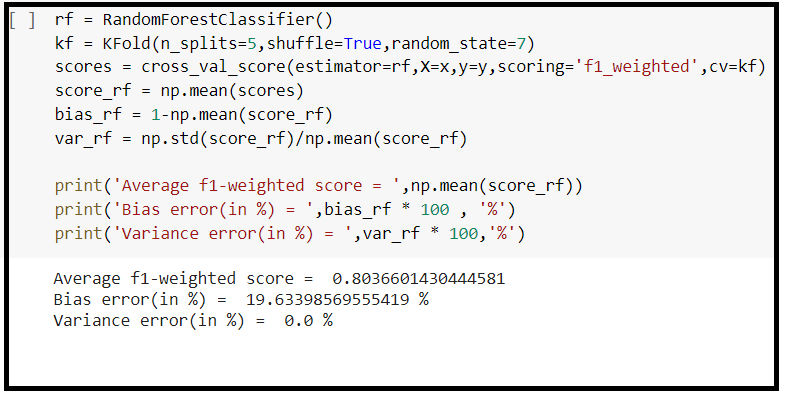 [ ] rf = RandomForestClassifier()
kf = KFold(n_splits=5,shuffle=True,random_state=7)
scores = cross_val_score(estimator=rf,X=x,y=y,scoring='f1_weighted',cv=kf)
score_rf = np.mean(scores)
bias_rf = 1-np.mean(score_rf)
var_rf = np.std(score_rf)/np.mean(score_rf)
print('Average f1-weighted score = ',np.mean(score_rf))
print('Bias error(in %) = ',bias_rf * 100 , '%')
print('Variance error(in %) = ',var_rf * 100,'%')
Average f1-weighted score =  0.8036601430444581
Bias error(in %) =  19.63398569555419 %
Variance error(in %) =  0.0 %